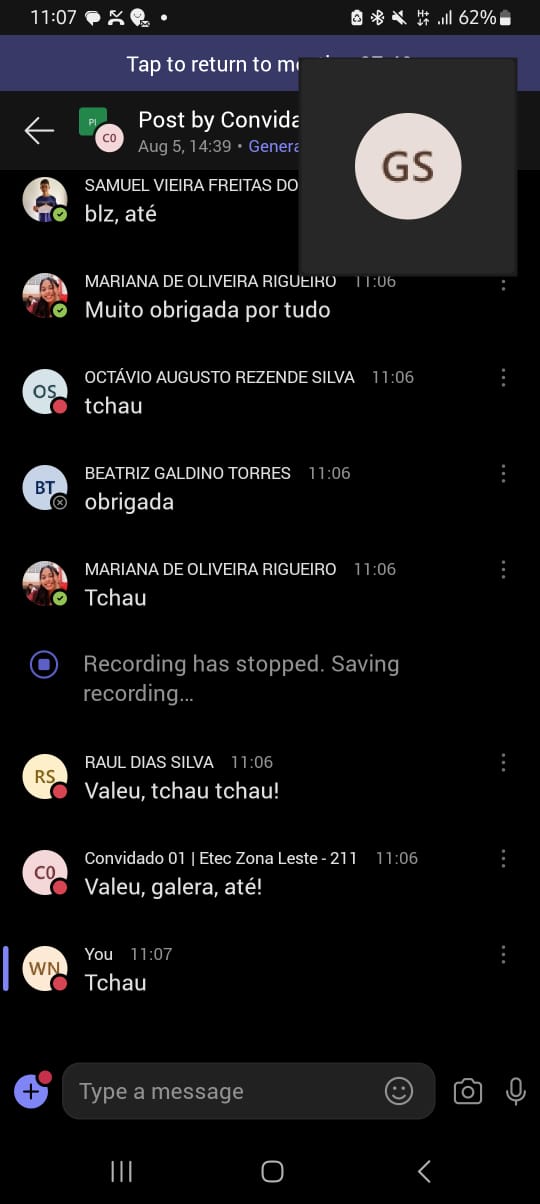 11:07
62%
Tap to return to me
GS
PI
C0
Post by Convida
Aug 5, 14:39 • Genera
SAMUEL VIEIRA FREITAS DO
blz, até
MARIANA DE OLIVEIRA RIGUEIRO 11:06
Muito obrigada por tudo
OS
OCTÁVIO AUGUSTO REZENDE SILVA 11:06
tchau
BT
BEATRIZ GALDINO TORRES 11:06
obrigada
MARIANA DE OLIVEIRA RIGUEIRO 11:06
Tchau
Recording has stopped. Saving
recording...
RS
RAUL DIAS SILVA 11:06
Valeu, tchau tchau!
C0
Convidado 01 | Etec Zona Leste - 211 11:06
Valeu, galera, até!
WN
You 11:07
Tchau
Type a message